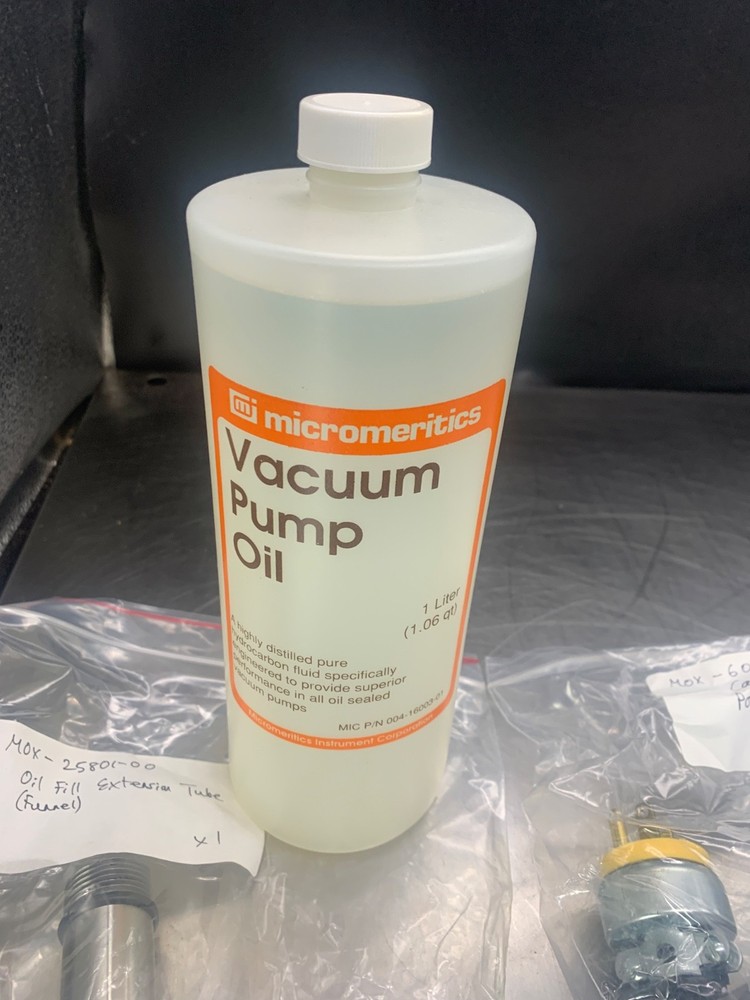 mi micromeritics
Vacuum
Pump
Oil
1 Liter
(1.06 qt)
A highly distilled pure
hydrocarbon fluid specifically
engineered to provide superior
performance in all oil sealed
vacuum pumps
MIC P/N 004-16003-01
Micromeritics Instrument Corporation
MOX-25801-00
Oil Fill Extension Tube
(Funnel)
x1
MOX-60